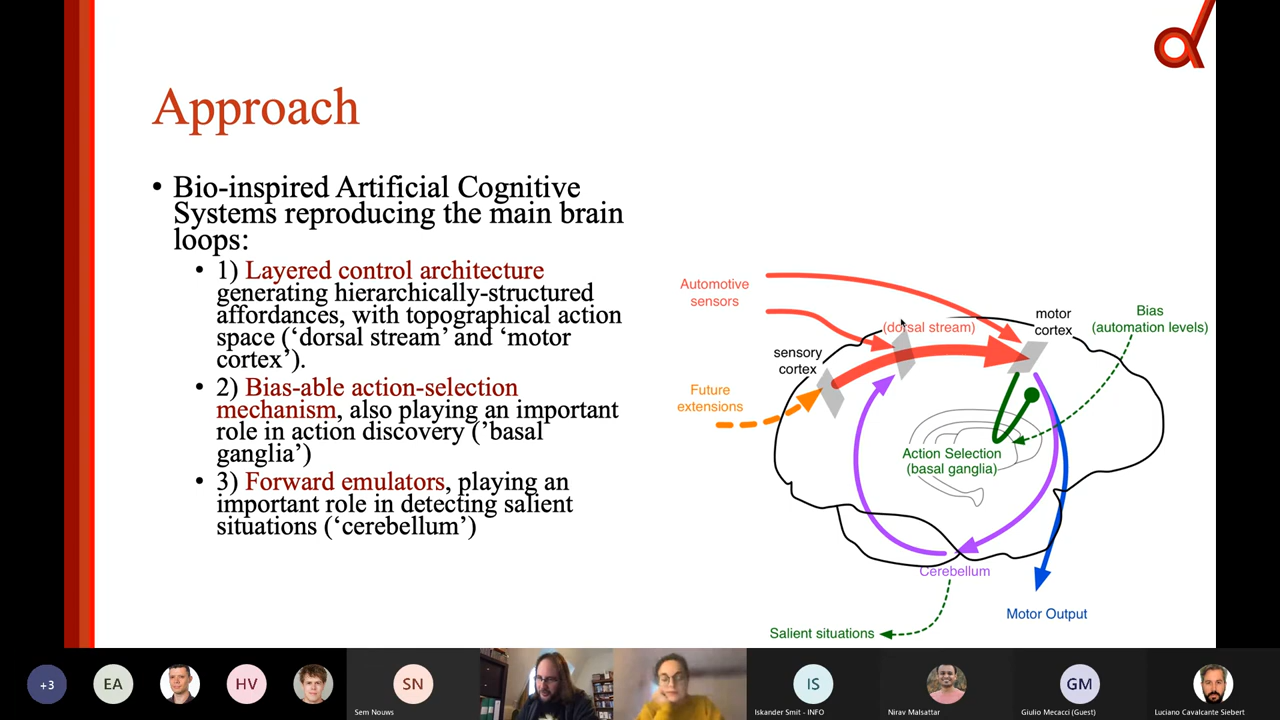 Approach
• Bio-inspired Artificial Cognitive
Systems reproducing the main brain
loops:
• 1) Layered control architecture
generating hierarchically-structured
affordances, with topographical action
space (‘dorsal stream’ and ‘motor
cortex’).
• 2) Bias-able action-selection
mechanism, also playing an important
role in action discovery (’basal
ganglia’)
• 3) Forward emulators, playing an
important role in detecting salient
situations (‘cerebellum’)
Automotive
sensors
(dorsal stream)
motor
cortex
Bias
(automation levels)
sensory
cortex
Future
extensions
Action Selection
(basal ganglia)
Cerebellum
Motor Output
Salient situations
+3
EA
HV
SN
Sem Nouws
IS
Iskander Smit - INFO
Nirav Malsattar
GM
Giulio Mecacci (Guest)
Luciano Cavalcante Siebert